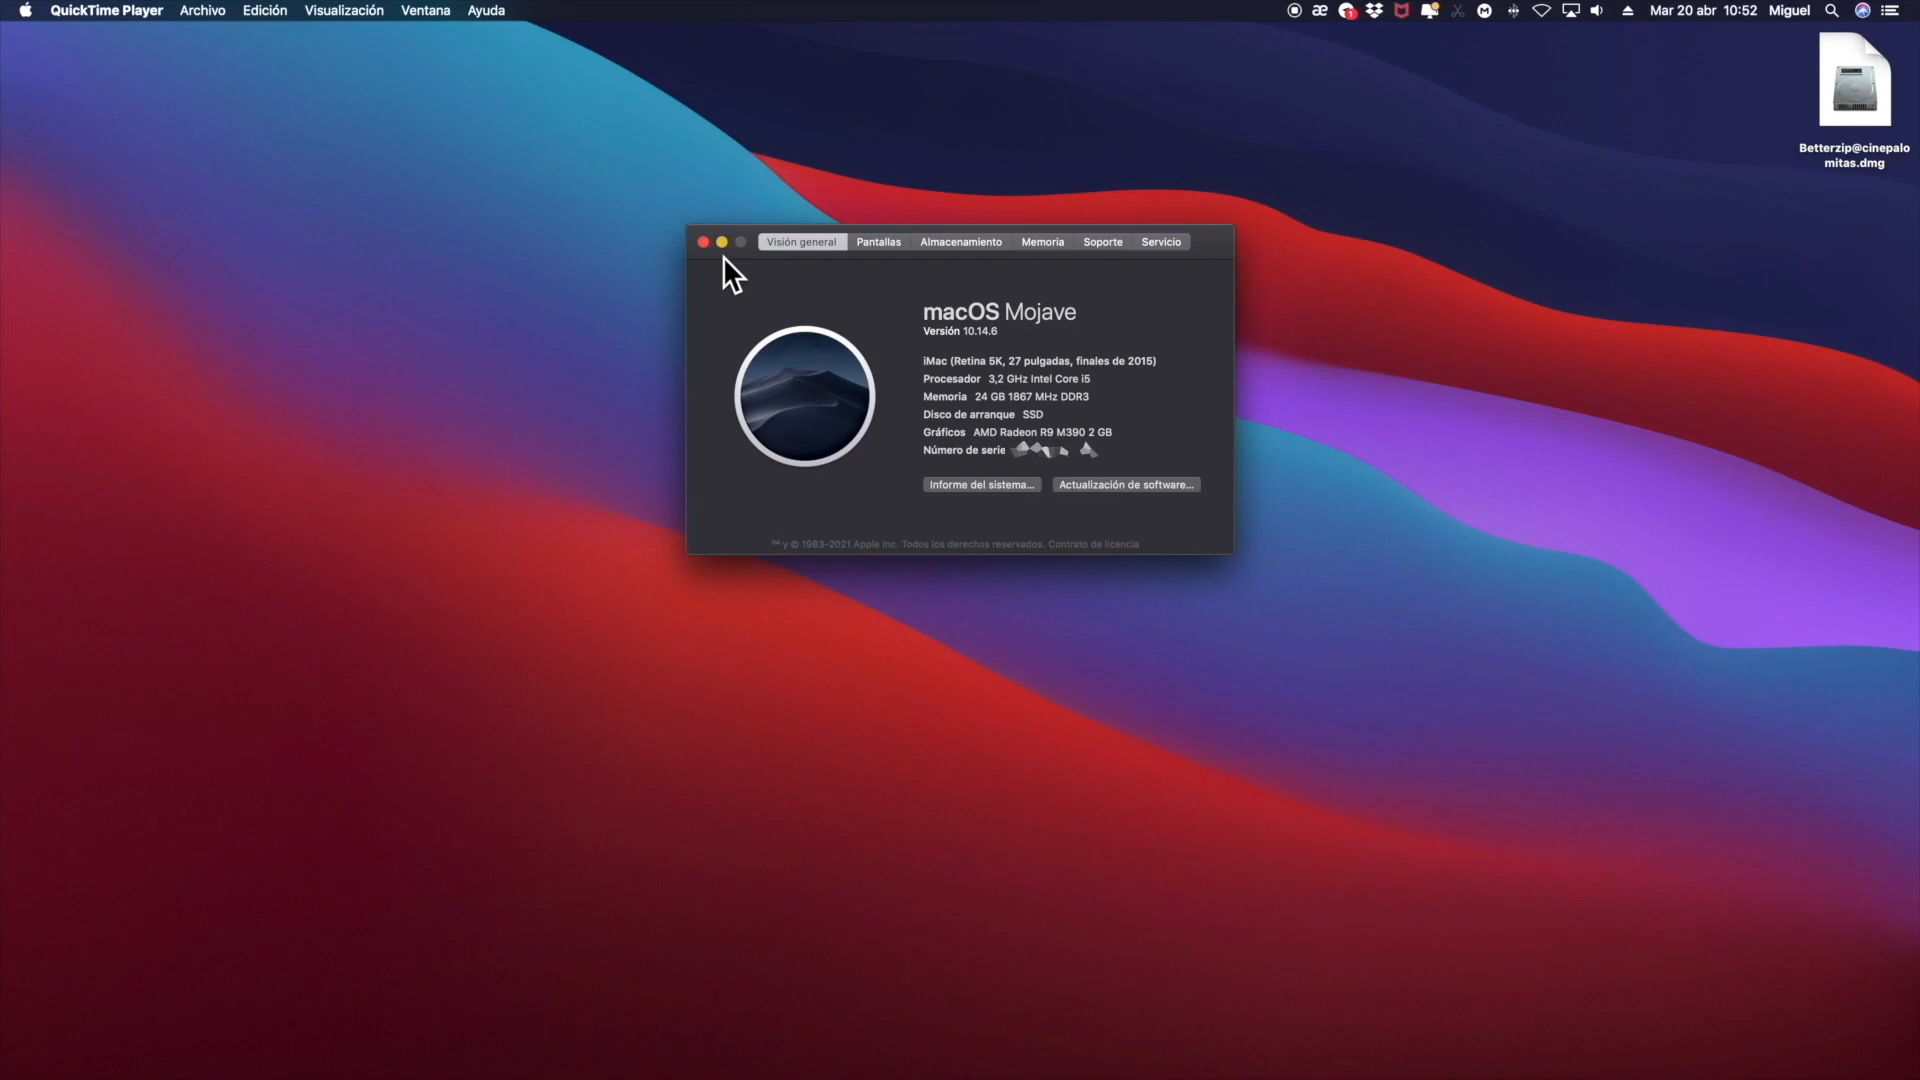 QuickTime Player Archivo Edición Visualización Ventana Ayuda
æ 1 M Mar 20 abr 10:52 Miguel
Betterzip@cinepalo
mitas.dmg
Visión general Pantallas Almacenamiento Memoria Soporte Servicio
macOS Mojave
Versión 10.14.6
iMac (Retina 5K, 27 pulgadas, finales de 2015)
Procesador 3,2 GHz Intel Core i5
Memoria 24 GB 1867 MHz DDR3
Disco de arranque SSD
Gráficos AMD Radeon R9 M390 2 GB
Número de serie
Informe del sistema... Actualización de software...
™ y © 1983-2021 Apple Inc. Todos los derechos reservados. Contrato de licencia